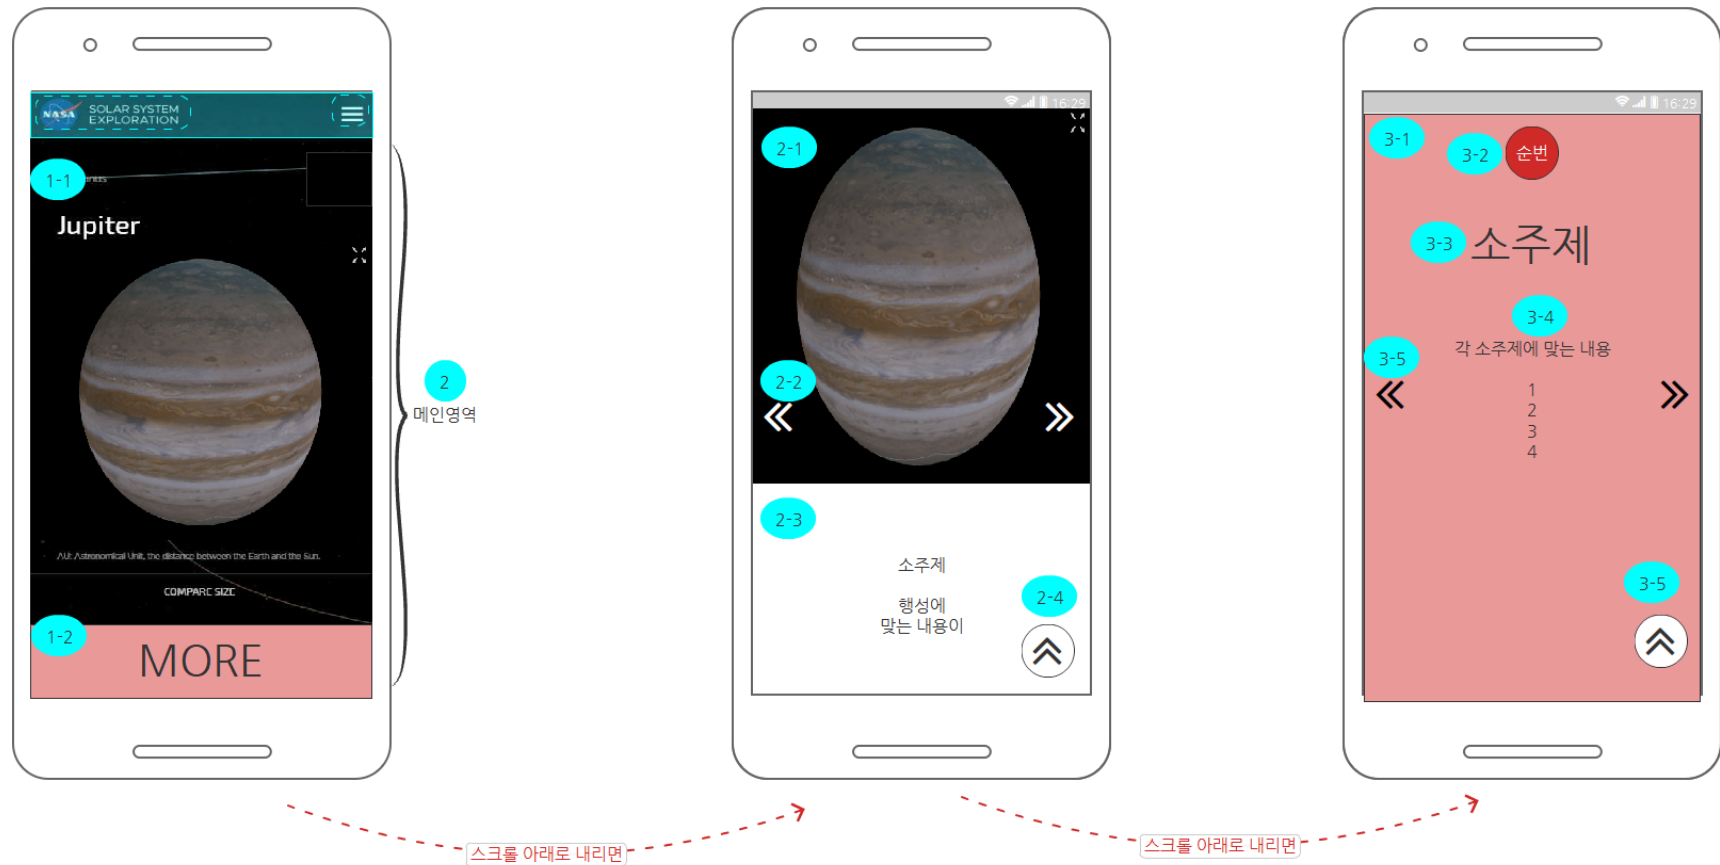 NASA
SOLAR SYSTEM
EXPLORATION
1-1
Jupiter
AU: Astronomical Unit, the distance between the Earth and the Sun.
COMPARE SIZE
1-2
MORE
2
메인영역
16:29
2-1
2-2
2-3
소주제
행성에
맞는 내용이
2-4
16:29
3-1
3-2
순번
3-3
소주제
3-4
각 소주제에 맞는 내용
3-5
1
2
3
4
3-5
스크롤 아래로 내리면
스크롤 아래로 내리면